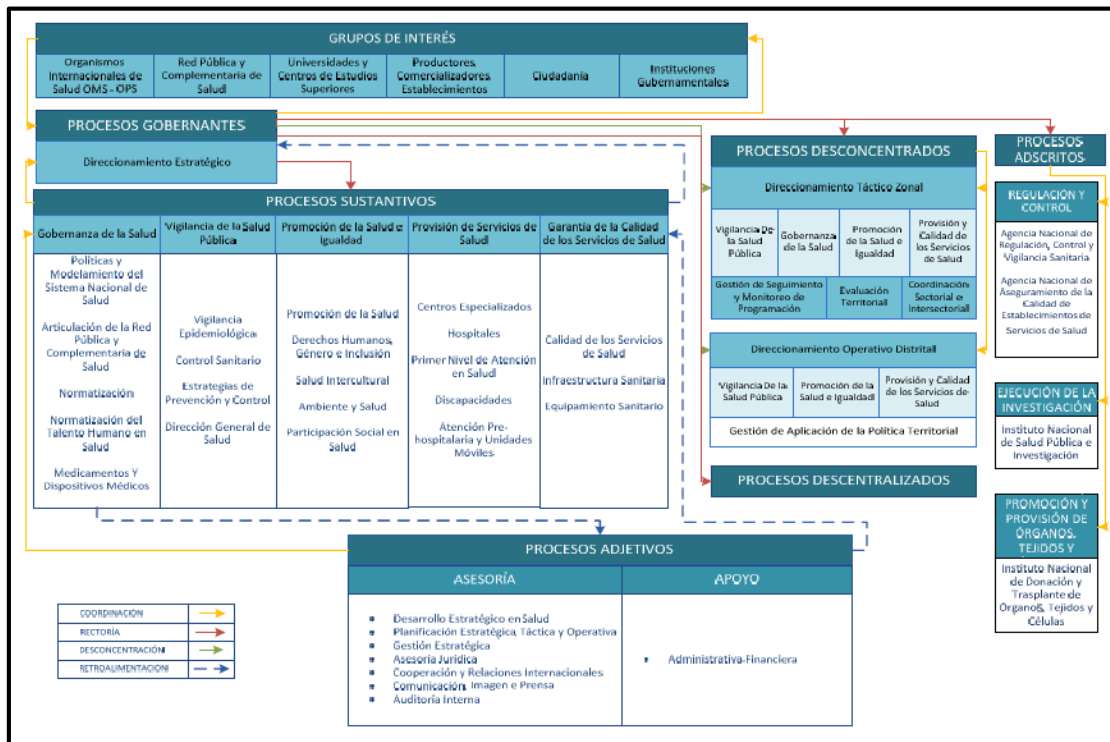 GRUPOS DE INTERÉS
Organismos
Internacionales de
Salud OMS - OPS
Red Pública y
Complementaria de
Salud
Universidades y
Centros de Estudios
Superiores
Productores,
Comercializadores,
Establecimientos
Ciudadanía
Instituciones
Gubernamentales
PROCESOS GOBERNANTES
Direccionamiento Estratégico
PROCESOS SUSTANTIVOS
Gobernanza de la Salud
Vigilancia de la Salud
Pública
Promoción de la Salud e
Igualdad
Provisión de Servicios de
Salud
Garantía de la Calidad
de los Servicios de Salud
Políticas y
Modelamiento del
Sistema Nacional de
Salud
Articulación de la Red
Pública y
Complementaria de
Salud
Normatización
Normatización del
Talento Humano en
Salud
Medicamentos Y
Dispositivos Médicos
Vigilancia
Epidemiológica
Control Sanitario
Estrategias de
Prevención y Control
Dirección General de
Salud
Promoción de la Salud
Derechos Humanos,
Género e Inclusión
Salud Intercultural
Ambiente y Salud
Participación Social en
Salud
Centros Especializados
Hospitales
Primer Nivel de Atención
en Salud
Discapacidades
Atención Pre-
hospitalaria y Unidades
Móviles
Calidad de los Servicios
de Salud
Infraestructura Sanitaria
Equipamiento Sanitario
PROCESOS DESCONCENTRADOS
Direccionamiento Táctico Zonal
Vigilancia De
la Salud
Pública
Gobernanza
de la Salud
Promoción
de la Salud e
Igualdad
Provisión y
Calidad de
los Servicios
de Salud
Gestión de Seguimiento
y Monitoreo de
Programación
Evaluación
Territorial
Coordinación
Sectorial e
Intersectorial
Direccionamiento Operativo Distrital
Vigilancia De la
Salud Pública
Promoción de la
Salud e Igualdad
Provisión y Calidad
de los Servicios de
Salud
Gestión de Aplicación de la Política Territorial
PROCESOS DESCENTRALIZADOS
PROCESOS
ADSCRITOS
REGULACIÓN Y
CONTROL
Agencia Nacional de
Regulación, Control y
Vigilancia Sanitaria
Agencia Nacional de
Aseguramiento de la
Calidad de
Establecimientos de
Servicios de Salud
EJECUCIÓN DE LA
INVESTIGACIÓN
Instituto Nacional
de Salud Pública e
Investigación
PROMOCIÓN Y
PROVISIÓN DE
ÓRGANOS,
TEJIDOS Y
Instituto Nacional
de Donación y
Trasplante de
Órganos, Tejidos y
Células
PROCESOS ADJETIVOS
ASESORÍA
APOYO
Desarrollo Estratégico en Salud
Planificación Estratégica, Táctica y Operativa
Gestión Estratégica
Asesoría Jurídica
Cooperación y Relaciones Internacionales
Comunicación, Imagen e Prensa
Auditoría Interna
Administrativa-Financiera
COORDINACIÓN
RECTORÍA
DESCONCENTRACIÓN
RETROALIMENTACION